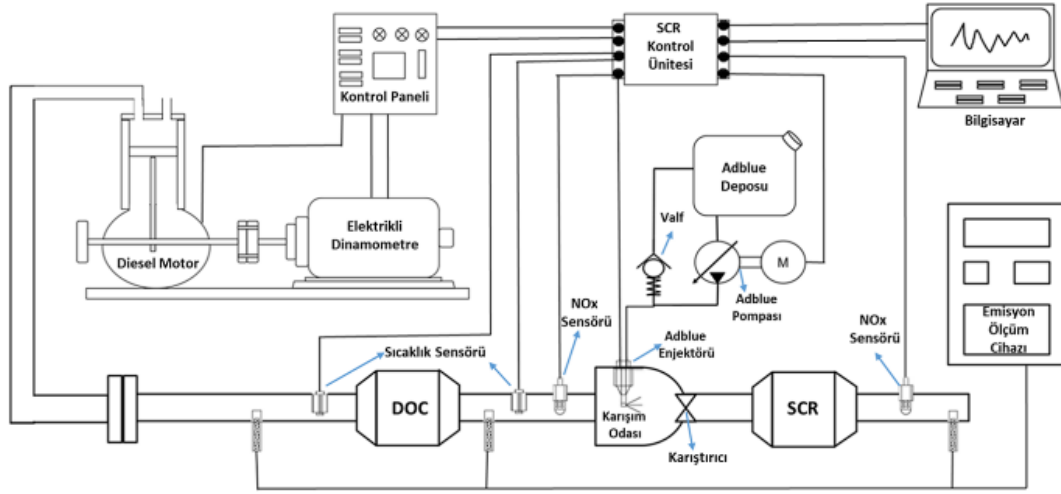 SCR
Kontrol
Ünitesi
Kontrol Paneli
Bilgisayar
Adblue
Deposu
Valf
Elektrikli
Dinamometre
Diesel Motor
M
Adblue
Pompası
NOx
Sensörü
NOx
Sensörü
Emisyon
Ölçüm
Cihazı
Sıcaklık Sensörü
Adblue
Enjektörü
DOC
Karışım
Odası
SCR
Karıştırıcı